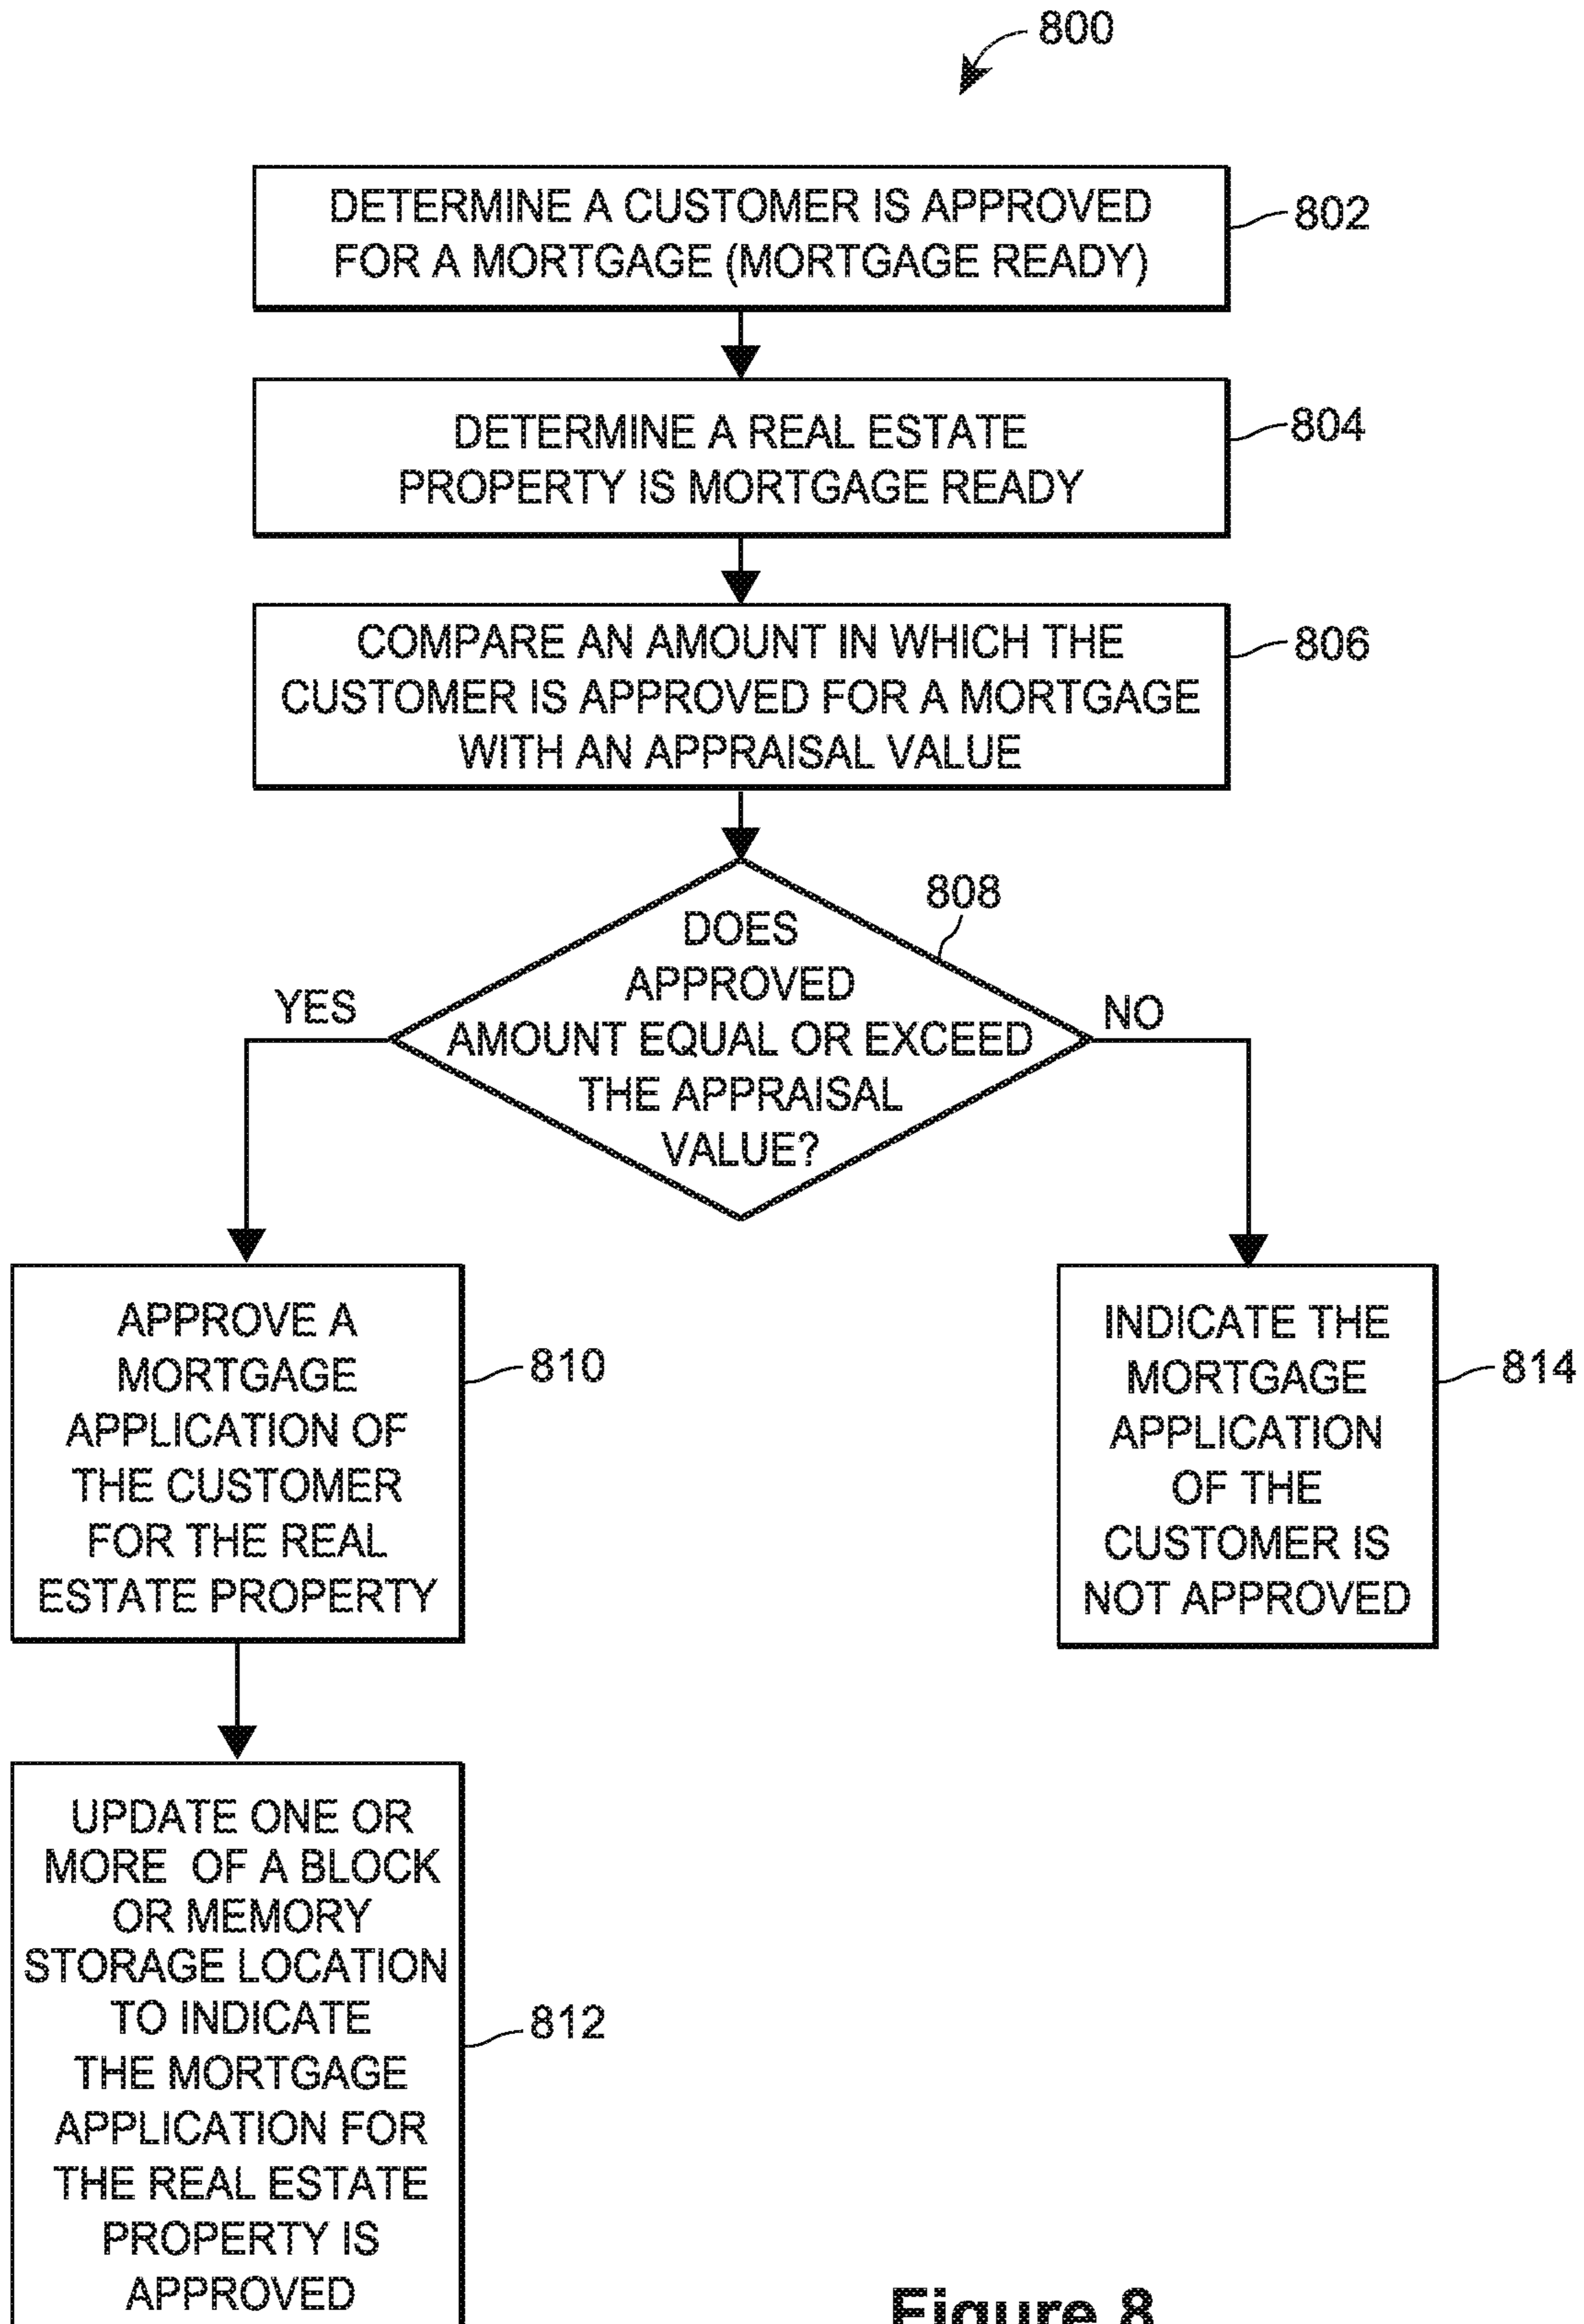 800
DETERMINE A CUSTOMER IS APPROVED
FOR A MORTGAGE (MORTGAGE READY)
802
DETERMINE A REAL ESTATE
PROPERTY IS MORTGAGE READY
804
COMPARE AN AMOUNT IN WHICH THE
CUSTOMER IS APPROVED FOR A MORTGAGE
WITH AN APPRAISAL VALUE
806
808
DOES
APPROVED
AMOUNT EQUAL OR EXCEED
THE APPRAISAL
VALUE?
YES
NO
APPROVE A
MORTGAGE
APPLICATION OF
THE CUSTOMER
FOR THE REAL
ESTATE PROPERTY
810
INDICATE THE
MORTGAGE
APPLICATION
OF THE
CUSTOMER IS
NOT APPROVED
814
UPDATE ONE OR
MORE OF A BLOCK
OR MEMORY
STORAGE LOCATION
TO INDICATE
THE MORTGAGE
APPLICATION FOR
THE REAL ESTATE
PROPERTY IS
APPROVED
812
Figure 8